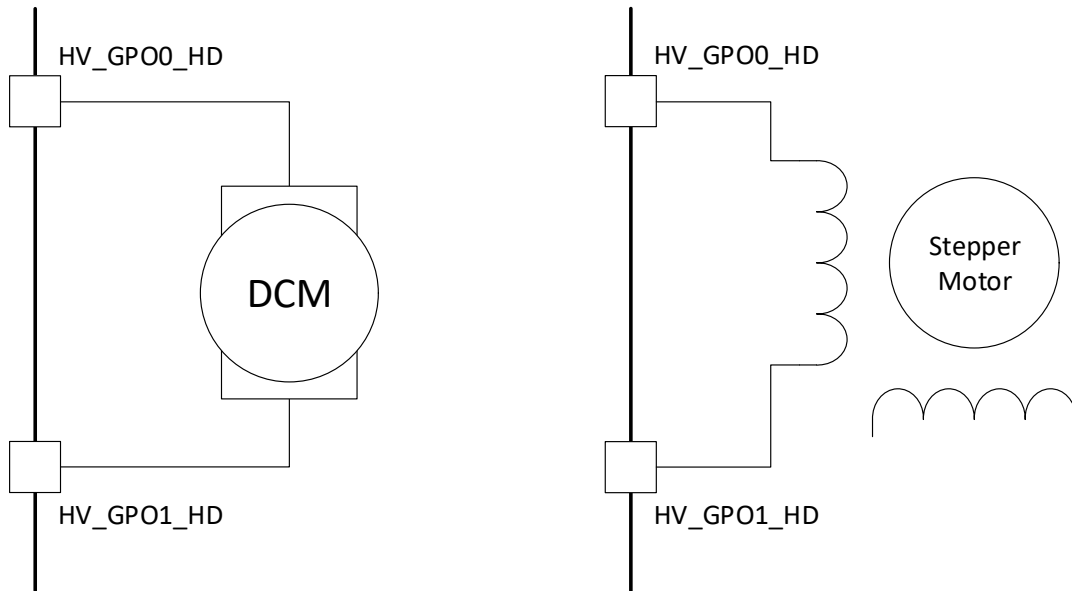 HV_GPO0_HD
HV_GPO0_HD
DCM
Stepper
Motor
HV_GPO1_HD
HV_GPO1_HD